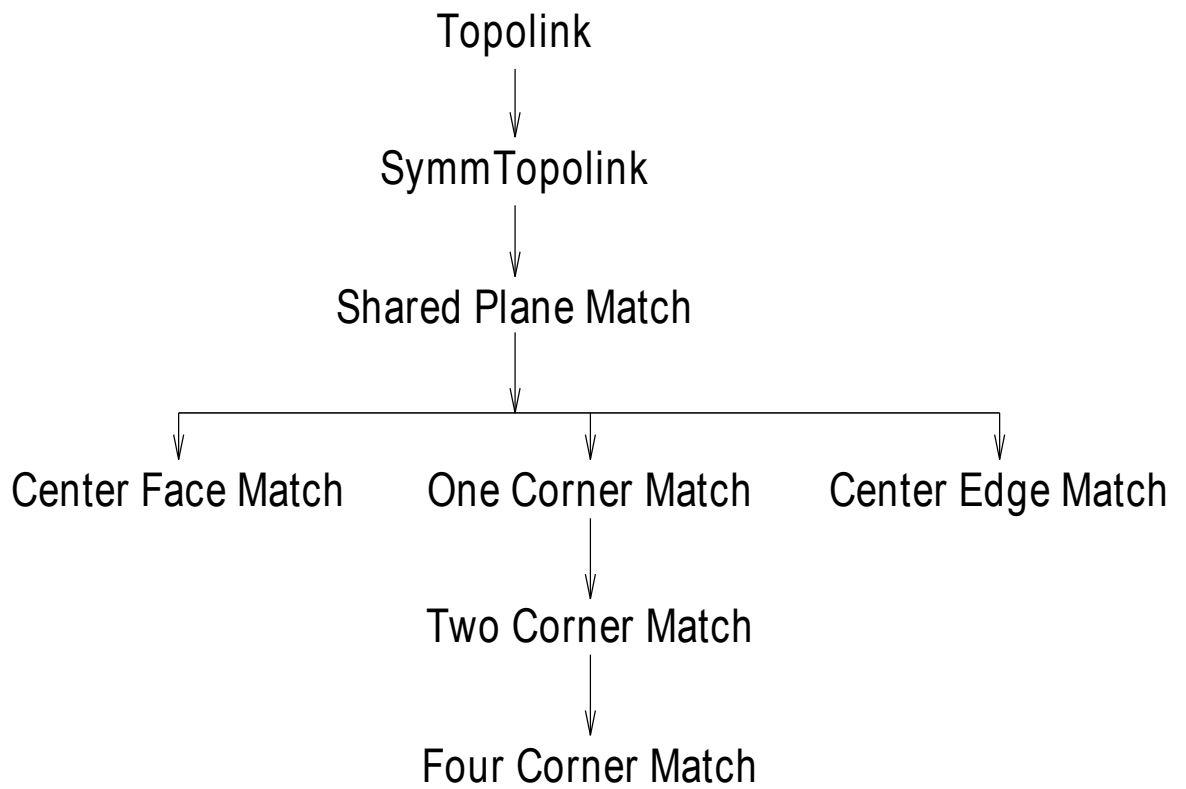 Topolink
SymmTopolink
Shared Plane Match
Center Face Match
One Corner Match
Center Edge Match
Two Corner Match
Four Corner Match